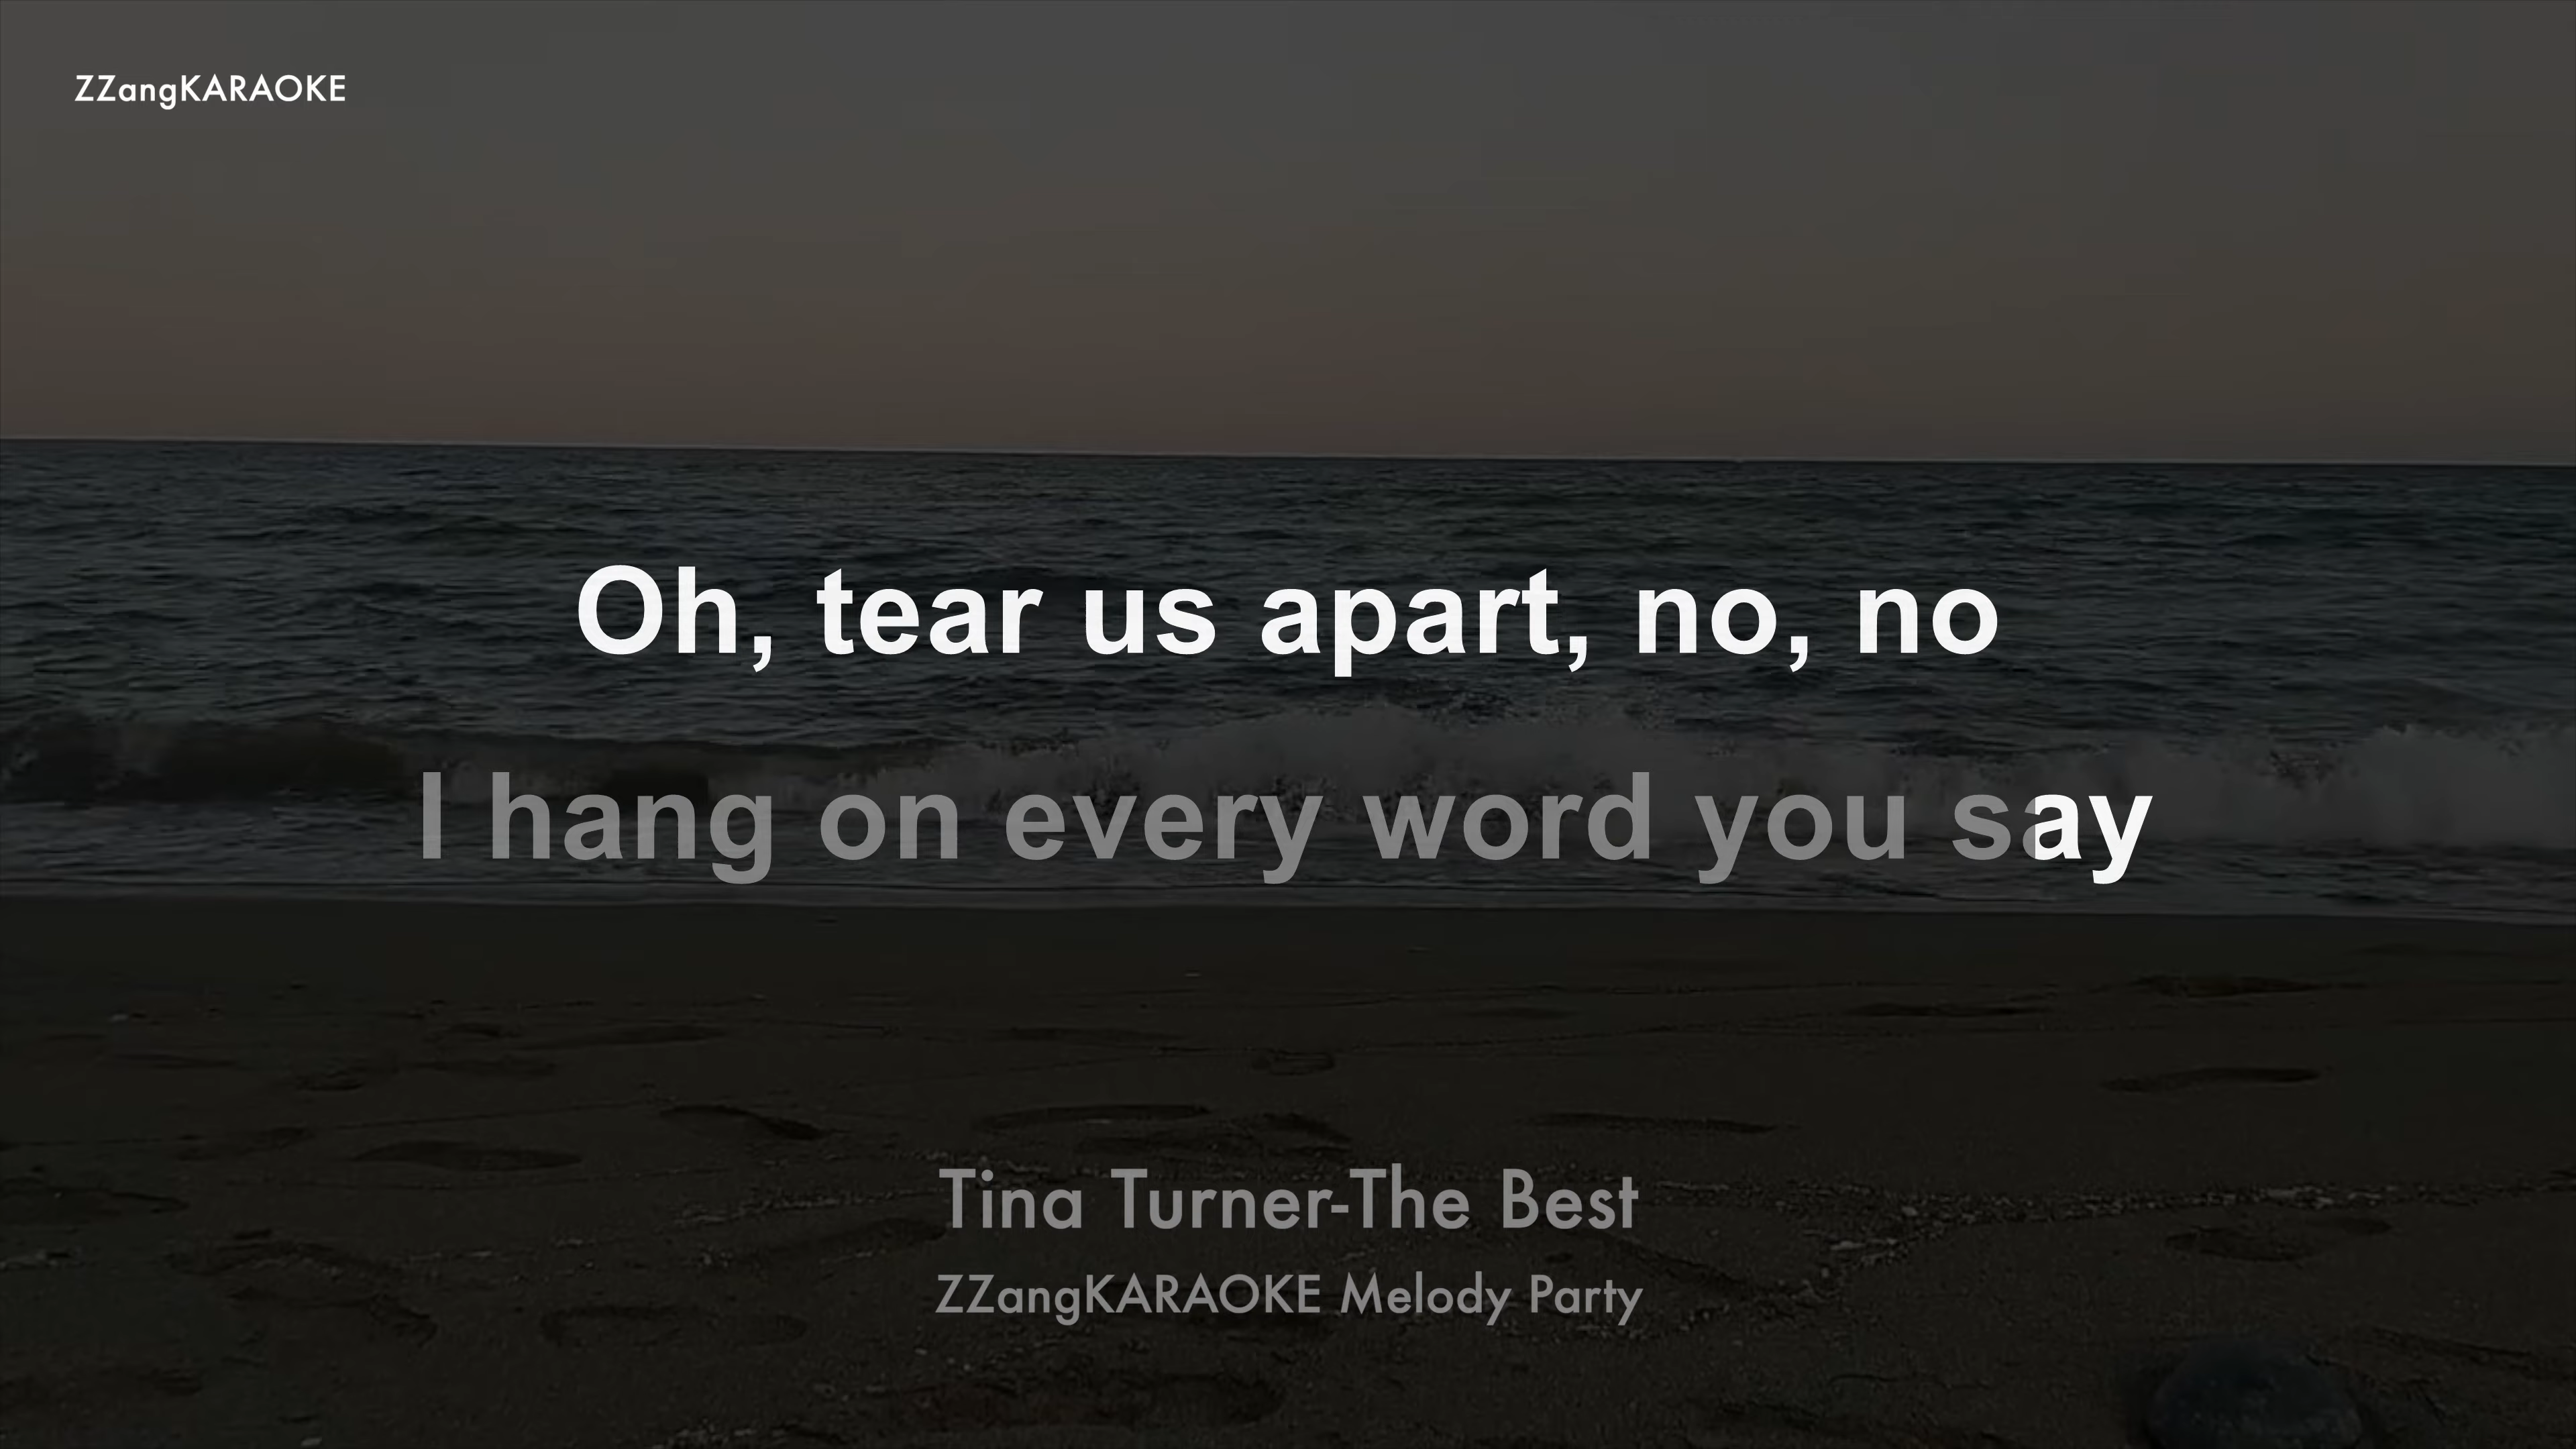 ZZangKARAOKE
Oh, tear us apart, no, no
I hang on every word you say
Tina Turner-The Best
ZZangKARAOKE Melody Party